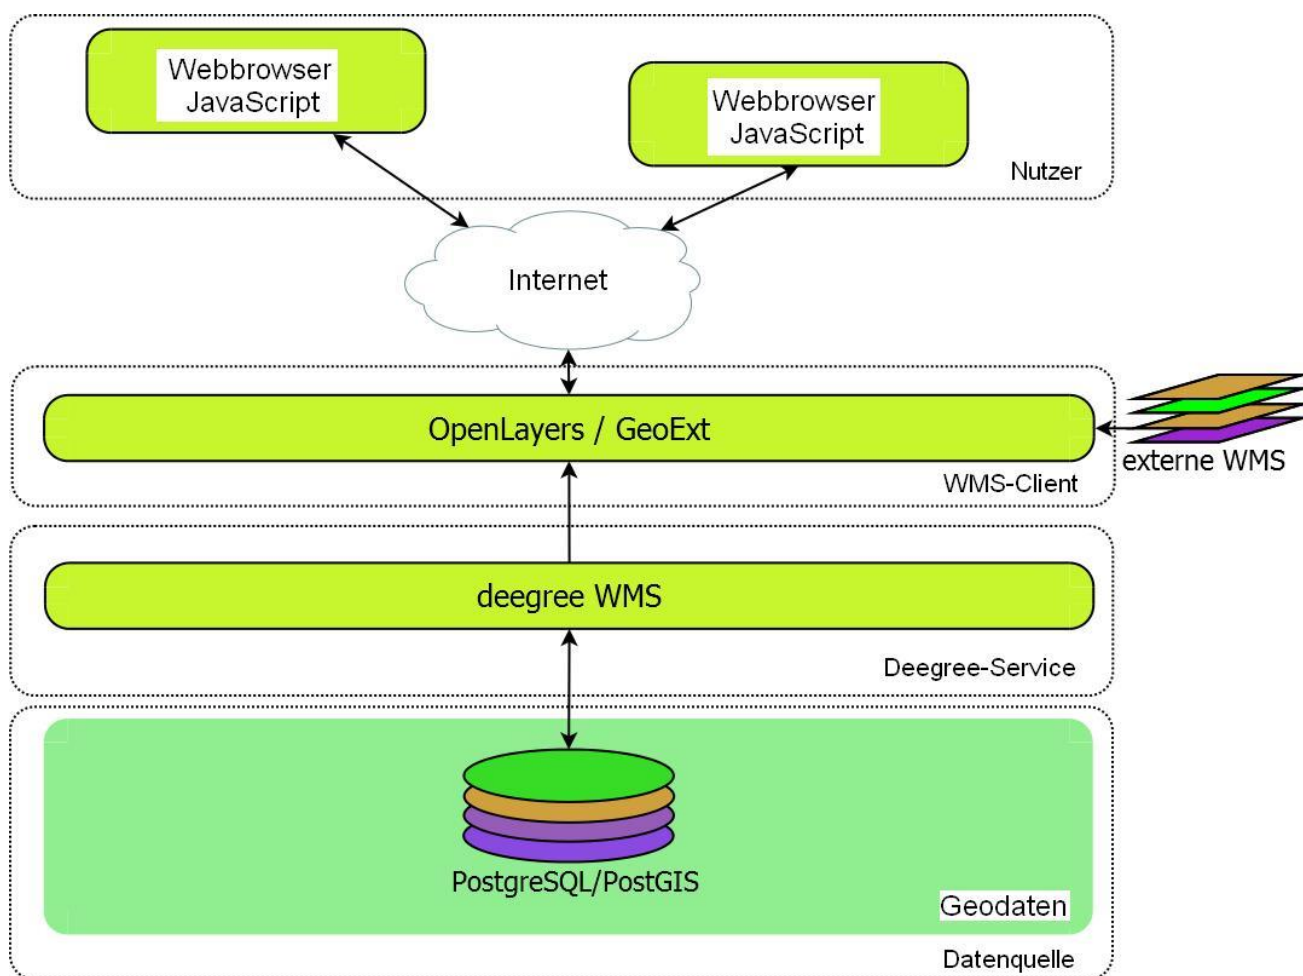 Webbrowser
JavaScript
Webbrowser
JavaScript
Nutzer
Internet
OpenLayers / GeoExt
externe WMS
WMS-Client
deegree WMS
Deegree-Service
PostgreSQL/PostGIS
Geodaten
Datenquelle